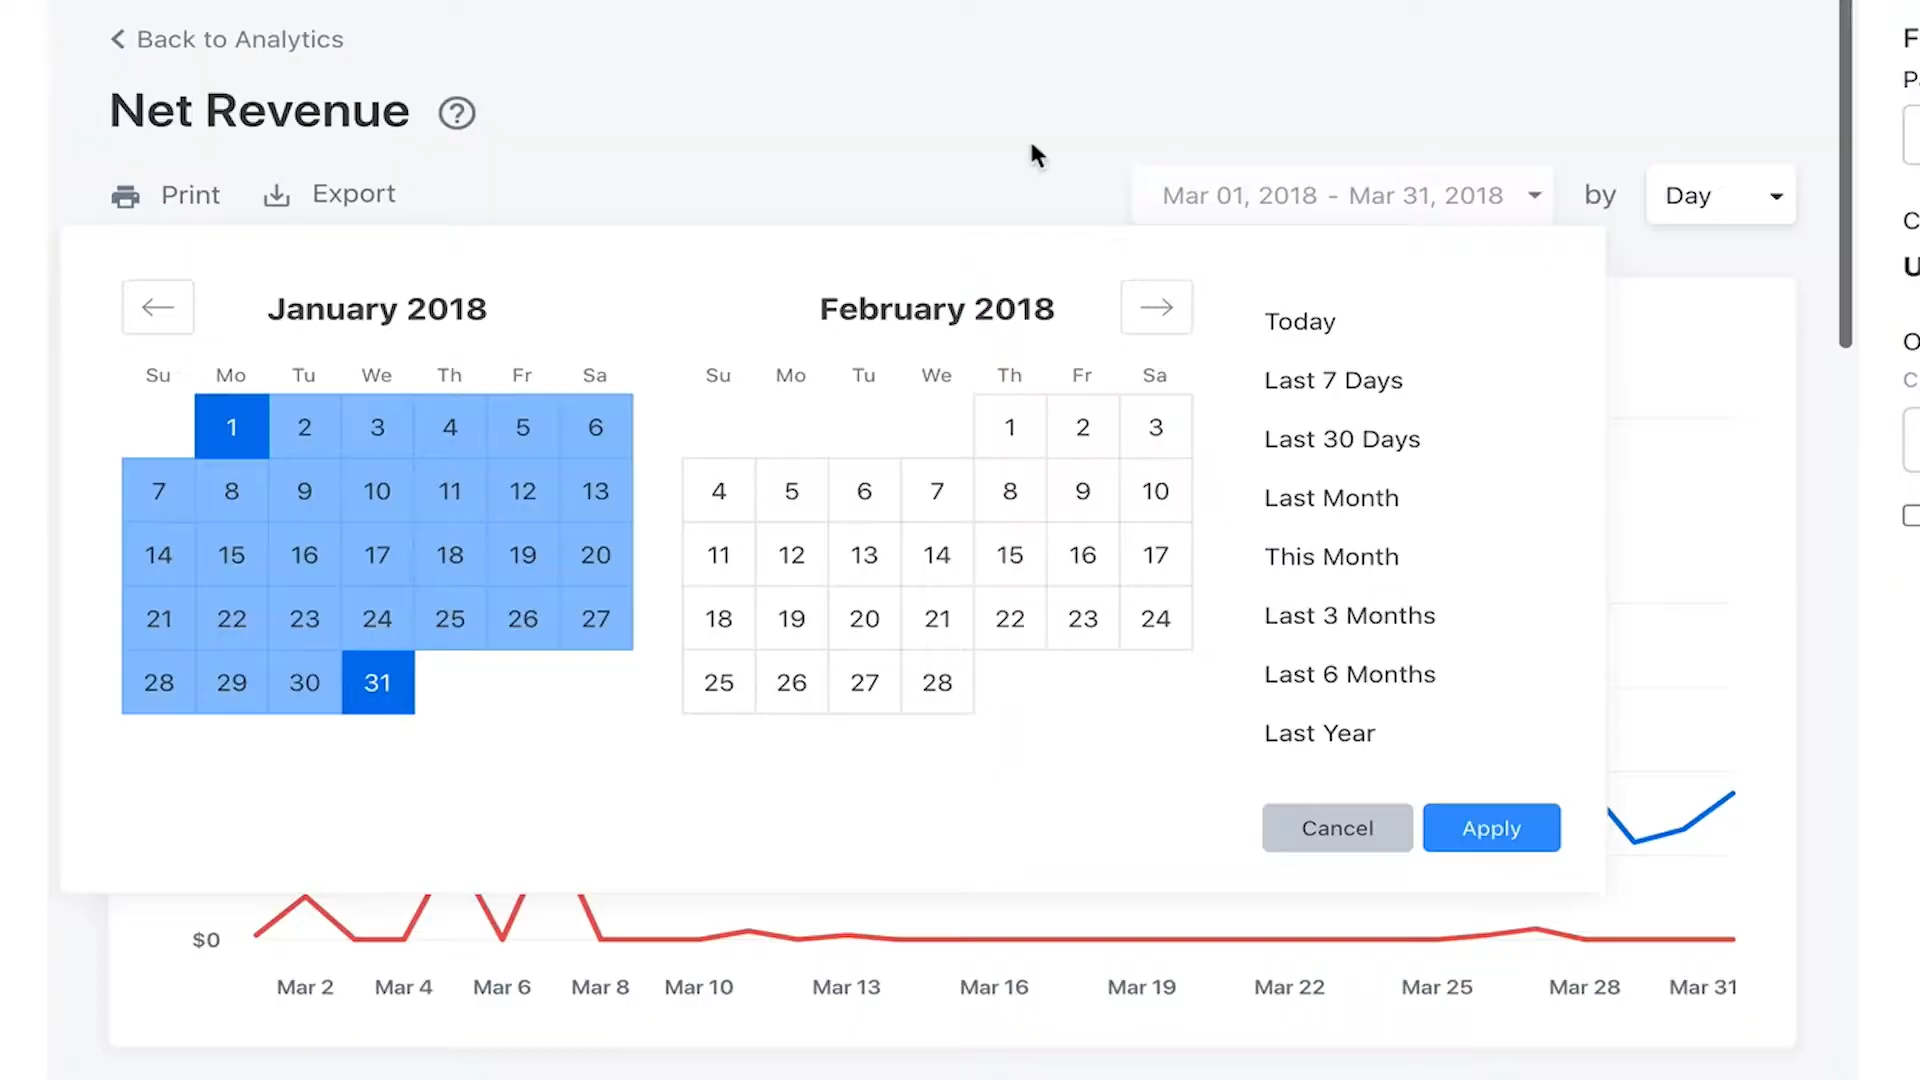 Back to Analytics
Net Revenue ?
Print Export
Mar 01, 2018 - Mar 31, 2018 by Day
January 2018
Su Mo Tu We Th Fr Sa
1 2 3 4 5 6
7 8 9 10 11 12 13
14 15 16 17 18 19 20
21 22 23 24 25 26 27
28 29 30 31
February 2018
Su Mo Tu We Th Fr Sa
1 2 3
4 5 6 7 8 9 10
11 12 13 14 15 16 17
18 19 20 21 22 23 24
25 26 27 28
Today
Last 7 Days
Last 30 Days
Last Month
This Month
Last 3 Months
Last 6 Months
Last Year
Cancel Apply
$0
Mar 2 Mar 4 Mar 6 Mar 8 Mar 10 Mar 13 Mar 16 Mar 19 Mar 22 Mar 25 Mar 28 Mar 31